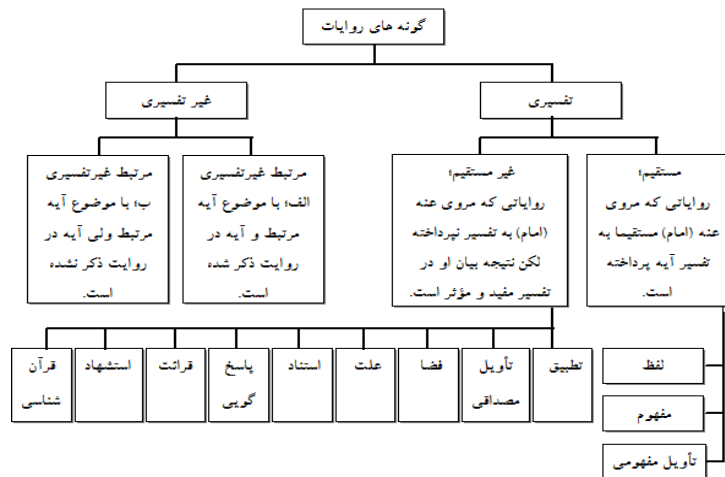 گونه های روایات
تفسیری
غیر تفسیری
مستقیم؛
روایاتی که مروی
عنه (امام) مستقیما به
تفسیر آیه پرداخته
است.
غیر مستقیم؛
روایاتی که مروی عنه
(امام) به تفسیر نپرداخته
لکن نتیجه بیان او در
تفسیر مفید و مؤثر است.
مرتبط غیرتفسیری
الف؛ با موضوع آیه
مرتبط و آیه در
روایت ذکر شده
است.
مرتبط غیرتفسیری
ب؛ با موضوع آیه
مرتبط ولی آیه در
روایت ذکر نشده
است.
تطبیق
تأویل
مصداقی
فضا
علت
استناد
پاسخ
گویی
قرائت
استشهاد
قرآن
شناسی
لفظ
مفهوم
تأویل مفهومی